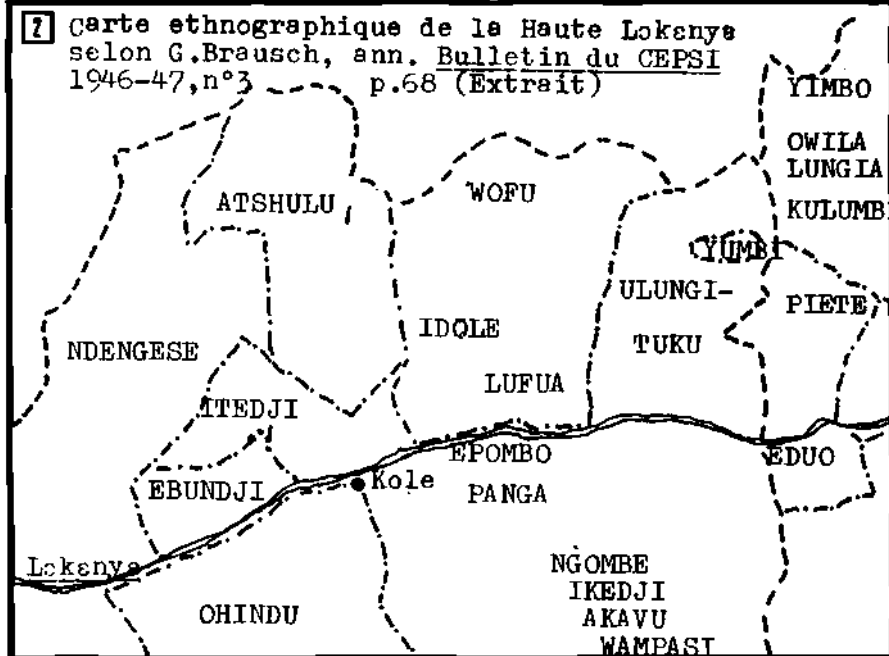 7 Carte ethnographique de la Haute Lokenye
selon G.Brausch, ann. Bulletin du CEPSI
1946-47,n°3 p.68 (Extrait)
YIMBO
OWILA
LUNGIA
KULUMBI
ATSHULU
WOFU
YUMBI
ULUNGI-
TUKU
PIETE
NDENGESE
IDOLE
LUFUA
ITEDJI
EBUNDJI
EPOMBO
PANGA
EDUO
Kole
Lokenye
OHINDU
NGOMBE
IKEDJI
AKAVU
WAMPASI